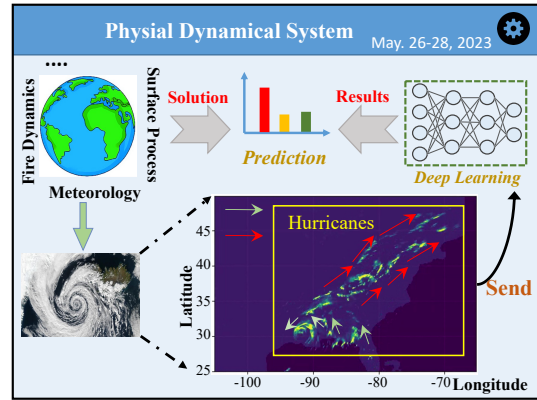 Physial Dynamical System
May. 26-28, 2023
....
Fire Dynamics
Surface Process
Solution
Results
Prediction
Deep Learning
Meteorology
Hurricanes
Send
Latitude
45
40
35
30
25
-100
-90
-80
-70
Longitude